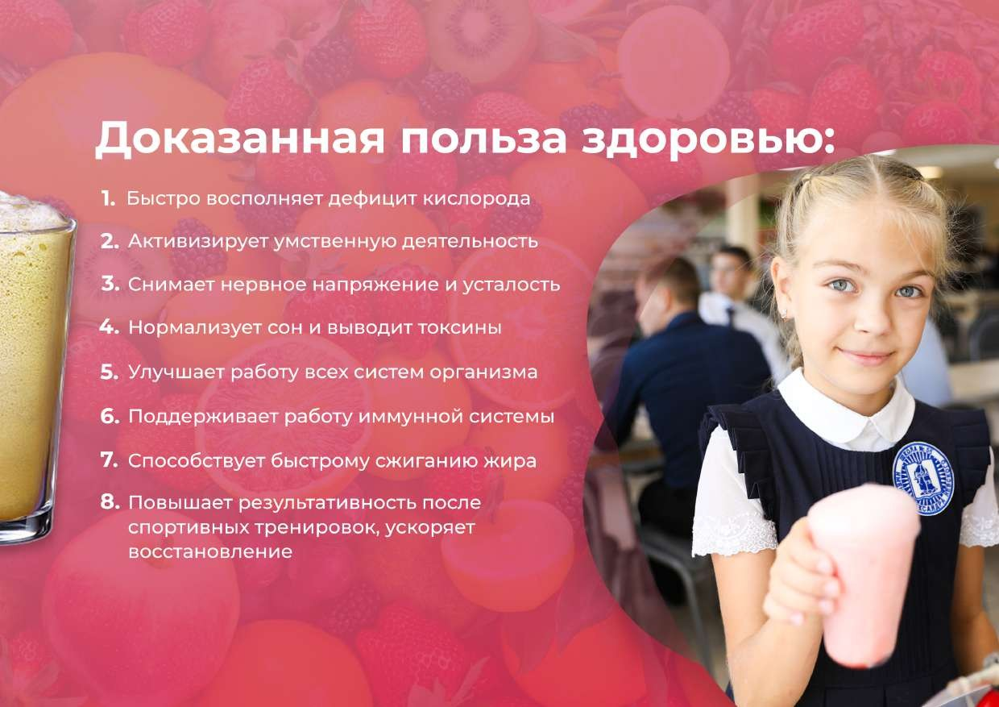 Доказанная польза здоровью:
1. Быстро восполняет дефицит кислорода
2. Активизирует умственную деятельность
3. Снимает нервное напряжение и усталость
4. Нормализует сон и выводит токсины
5. Улучшает работу всех систем организма
6. Поддерживает работу иммунной системы
7. Способствует быстрому сжиганию жира
8. Повышает результативность после
спортивных тренировок, ускоряет
восстановление